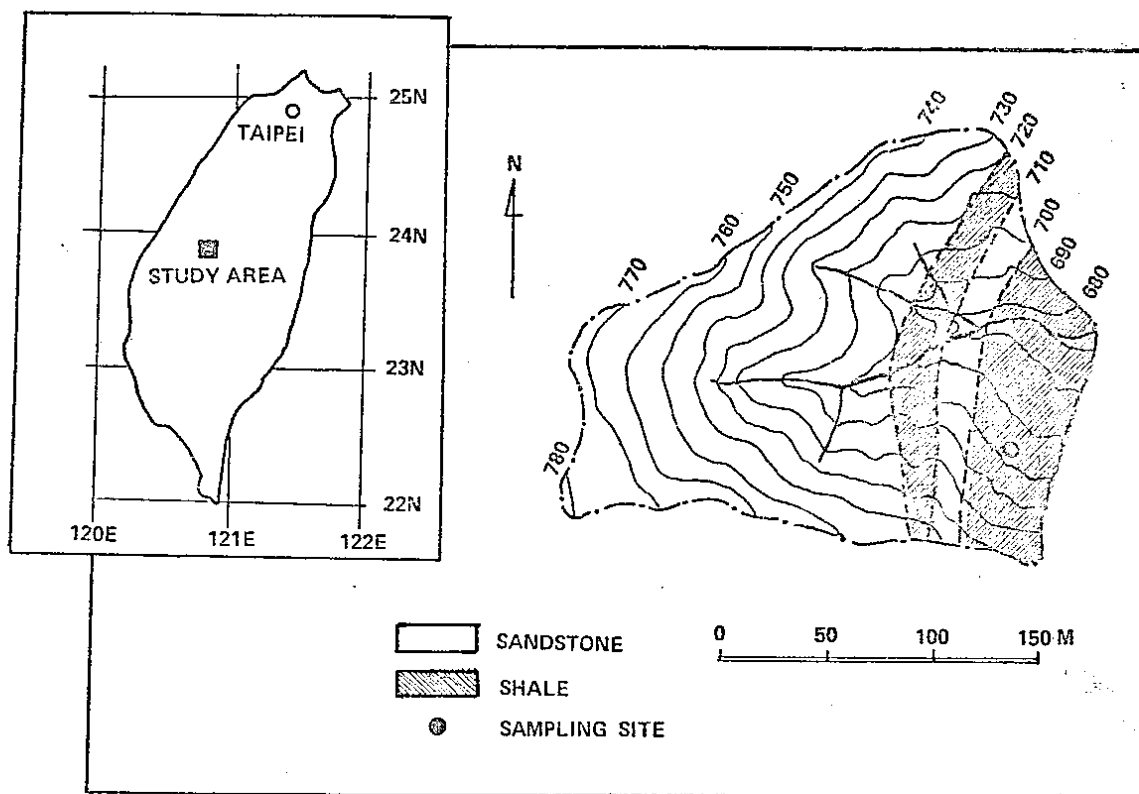 25N
TAIPEI
24N
STUDY AREA
23N
22N
120E
121E
122E
N
740
730
720
710
700
690
680
750
760
770
780
SANDSTONE
SHALE
SAMPLING SITE
0 50 100 150 M